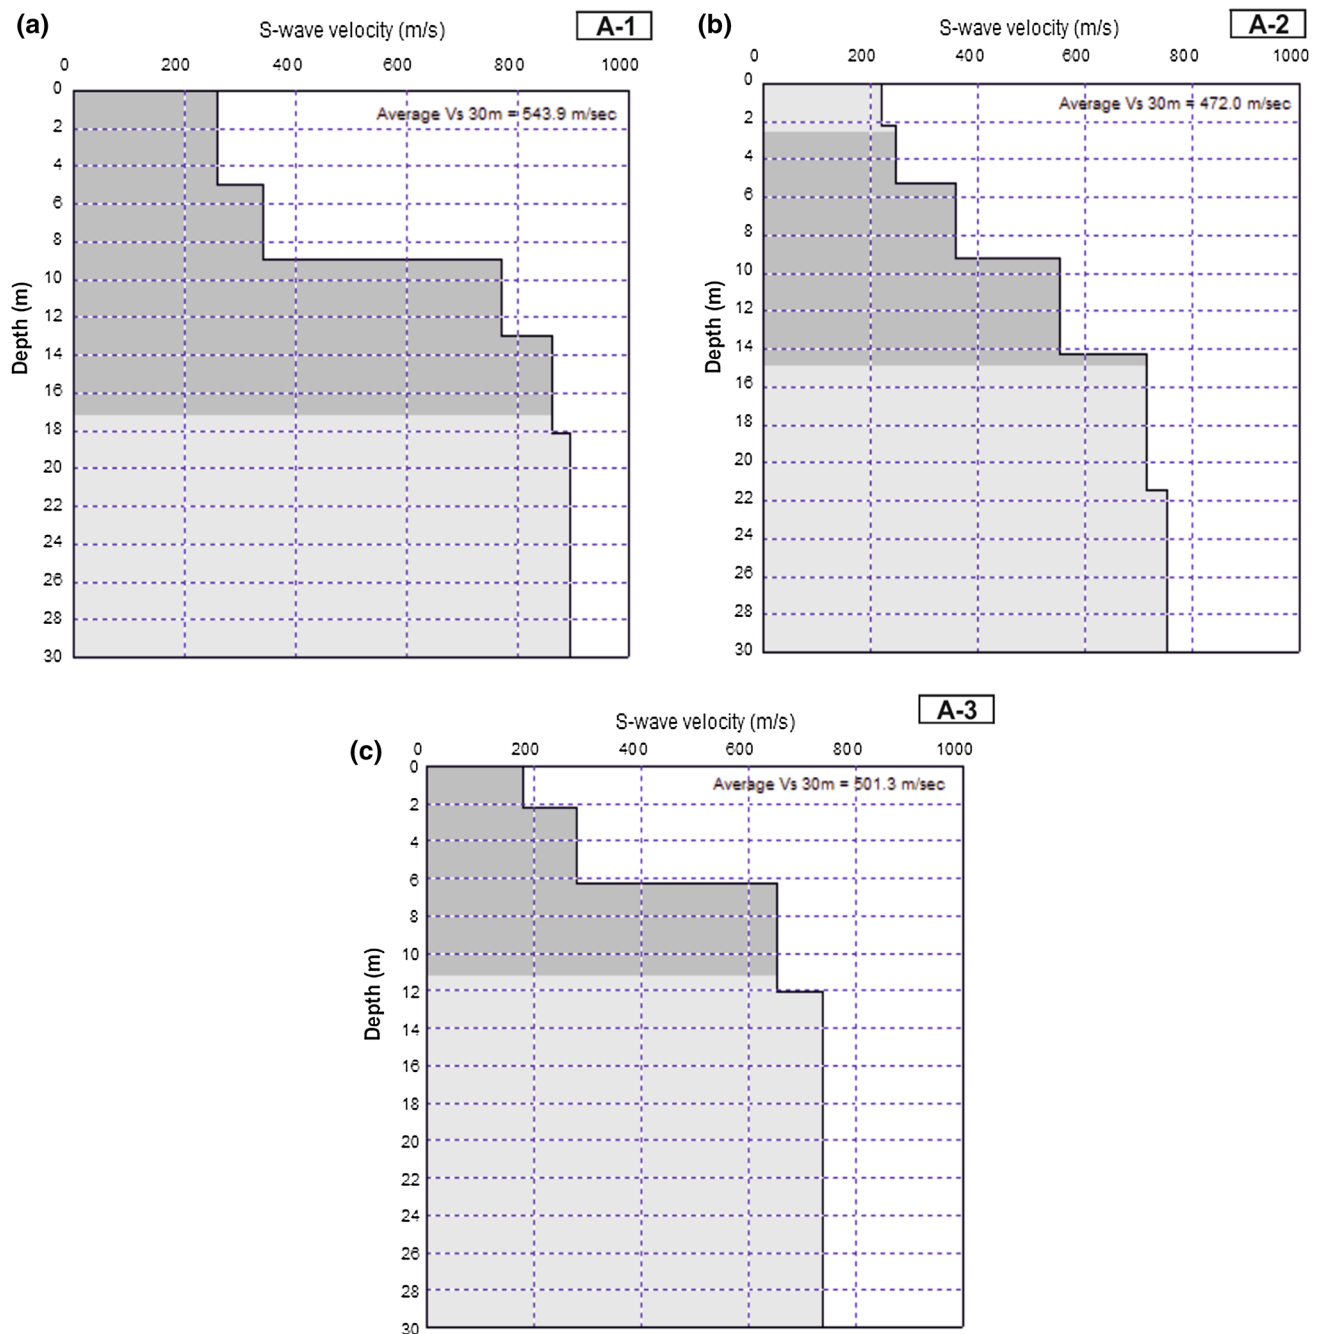 (a)
S-wave velocity (m/s)
A-1
0 200 400 600 800 1000
Average Vs 30m = 543.9 m/sec
0
2
4
6
8
10
12
14
16
18
20
22
24
26
28
30
Depth (m)
(b)
S-wave velocity (m/s)
A-2
0 200 400 600 800 1000
Average Vs 30m = 472.0 m/sec
0
2
4
6
8
10
12
14
16
18
20
22
24
26
28
30
Depth (m)
(c)
S-wave velocity (m/s)
A-3
0 200 400 600 800 1000
Average Vs 30m = 501.3 m/sec
0
2
4
6
8
10
12
14
16
18
20
22
24
26
28
30
Depth (m)